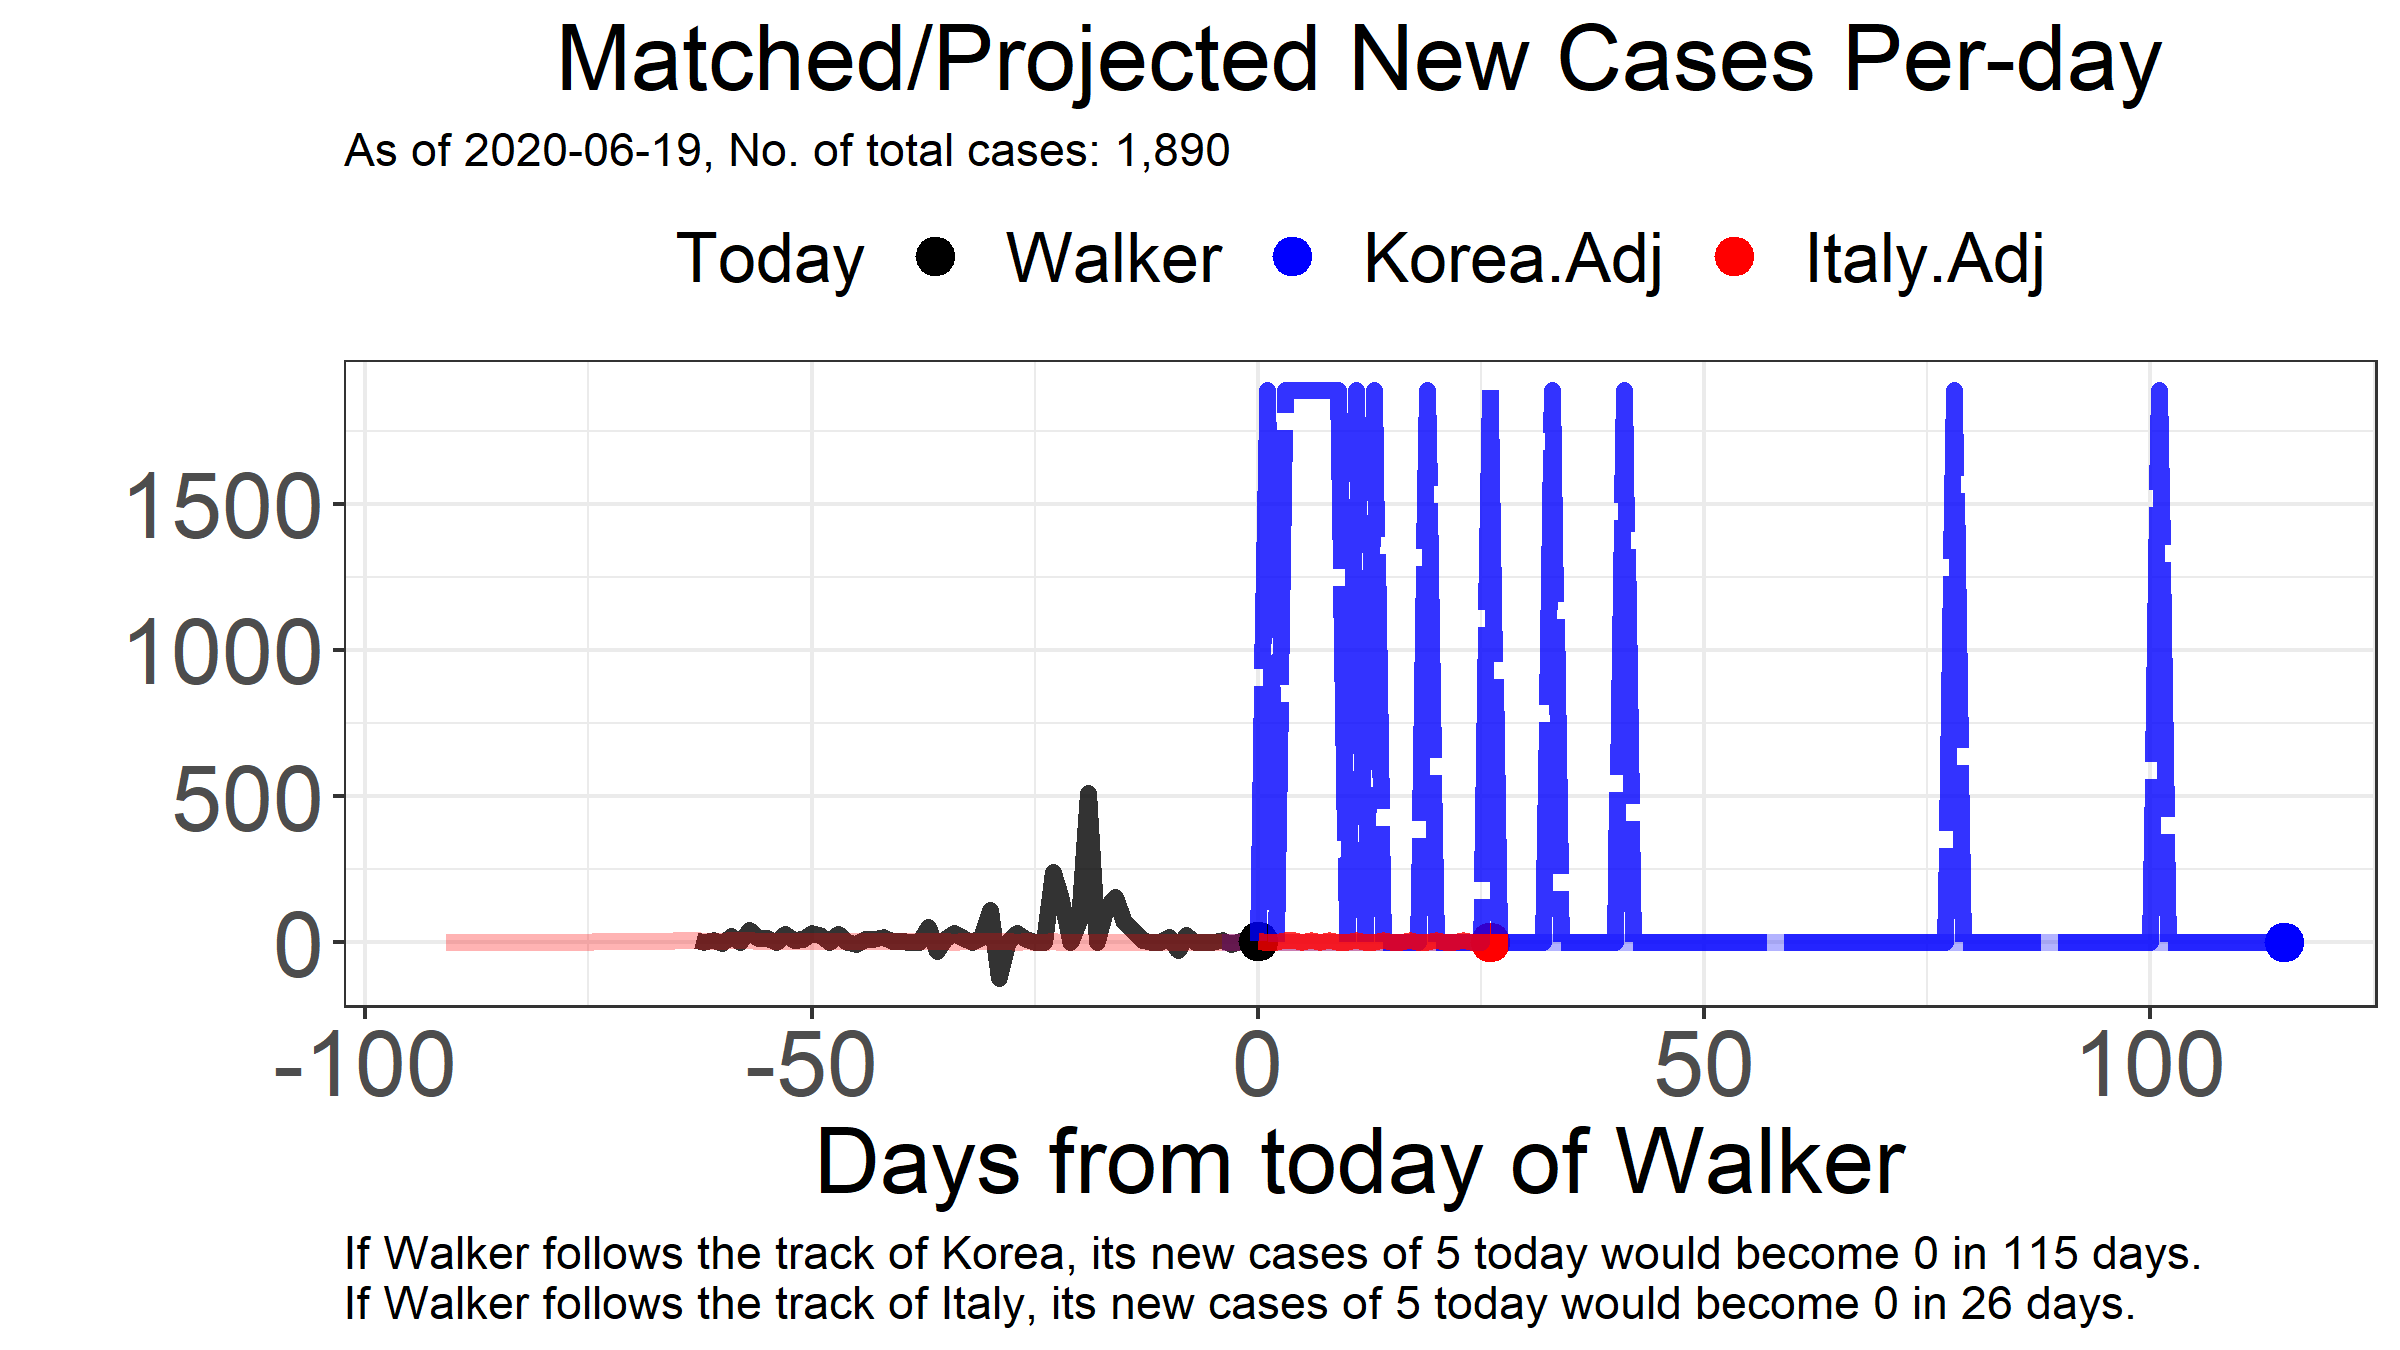 Matched/Projected New Cases Per-day
As of 2020-06-19, No. of total cases: 1,890
Today Walker Korea.Adj Italy.Adj
1500
1000
500
0
-100 -50 0 50 100
Days from today of Walker
If Walker follows the track of Korea, its new cases of 5 today would become 0 in 115 days.
If Walker follows the track of Italy, its new cases of 5 today would become 0 in 26 days.